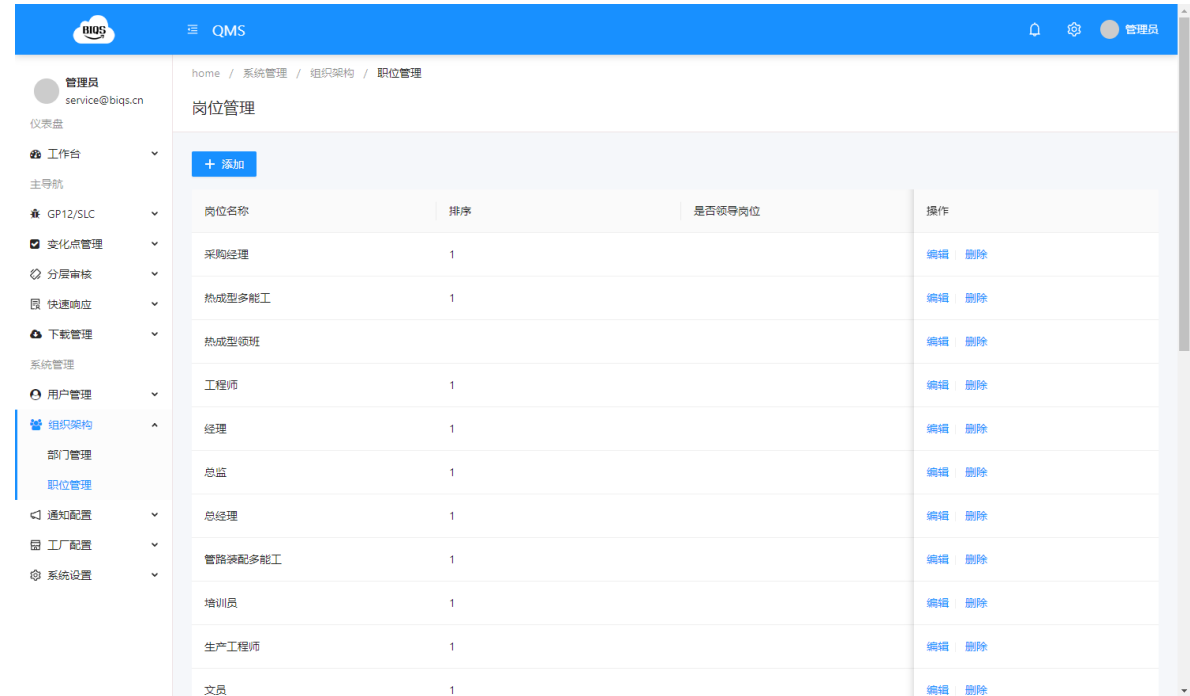 BIQS
QMS
管理员
管理员
service@biqs.cn
仪表盘
工作台
主导航
GP12/SLC
变化点管理
分层审核
快速响应
下载管理
系统管理
用户管理
组织架构
部门管理
职位管理
通知配置
工厂配置
系统设置
home / 系统管理 / 组织架构 / 职位管理
岗位管理
+ 添加
岗位名称 排序 是否领导岗位 操作
采购经理 1 编辑 删除
热成型多能工 1 编辑 删除
热成型领班 编辑 删除
工程师 1 编辑 删除
经理 1 编辑 删除
总监 1 编辑 删除
总经理 1 编辑 删除
管路装配多能工 1 编辑 删除
培训员 1 编辑 删除
生产工程师 1 编辑 删除
文员 1 编辑 删除